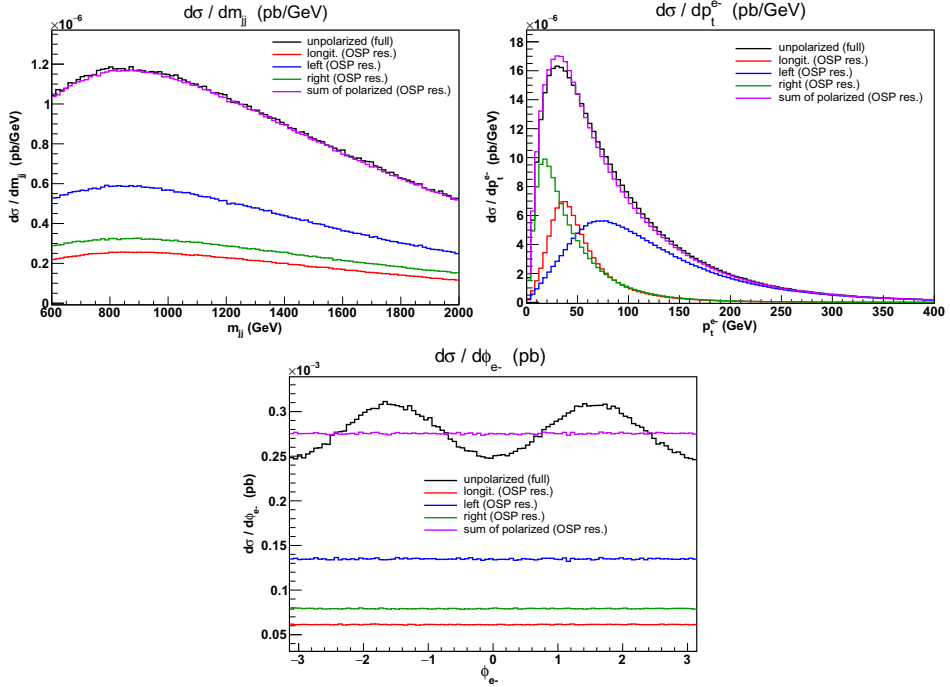 dσ / dm_jj (pb/GeV)
×10⁻⁶
unpolarized (full)
longit. (OSP res.)
left (OSP res.)
right (OSP res.)
sum of polarized (OSP res.)
dσ / dm_jj (pb/GeV)
1.2
1
0.8
0.6
0.4
0.2
0
600 800 1000 1200 1400 1600 1800 2000
m_jj (GeV)
dσ / dp_t^e- (pb/GeV)
×10⁻⁶
unpolarized (full)
longit. (OSP res.)
left (OSP res.)
right (OSP res.)
sum of polarized (OSP res.)
dσ / dp_t^e- (pb/GeV)
18
16
14
12
10
8
6
4
2
0
0 50 100 150 200 250 300 350 400
p_t^e- (GeV)
dσ / dϕ_e- (pb)
×10⁻³
unpolarized (full)
longit. (OSP res.)
left (OSP res.)
right (OSP res.)
sum of polarized (OSP res.)
dσ / dϕ_e- (pb)
0.3
0.25
0.2
0.15
0.1
0.05
−3 −2 −1 0 1 2 3
ϕ_e-